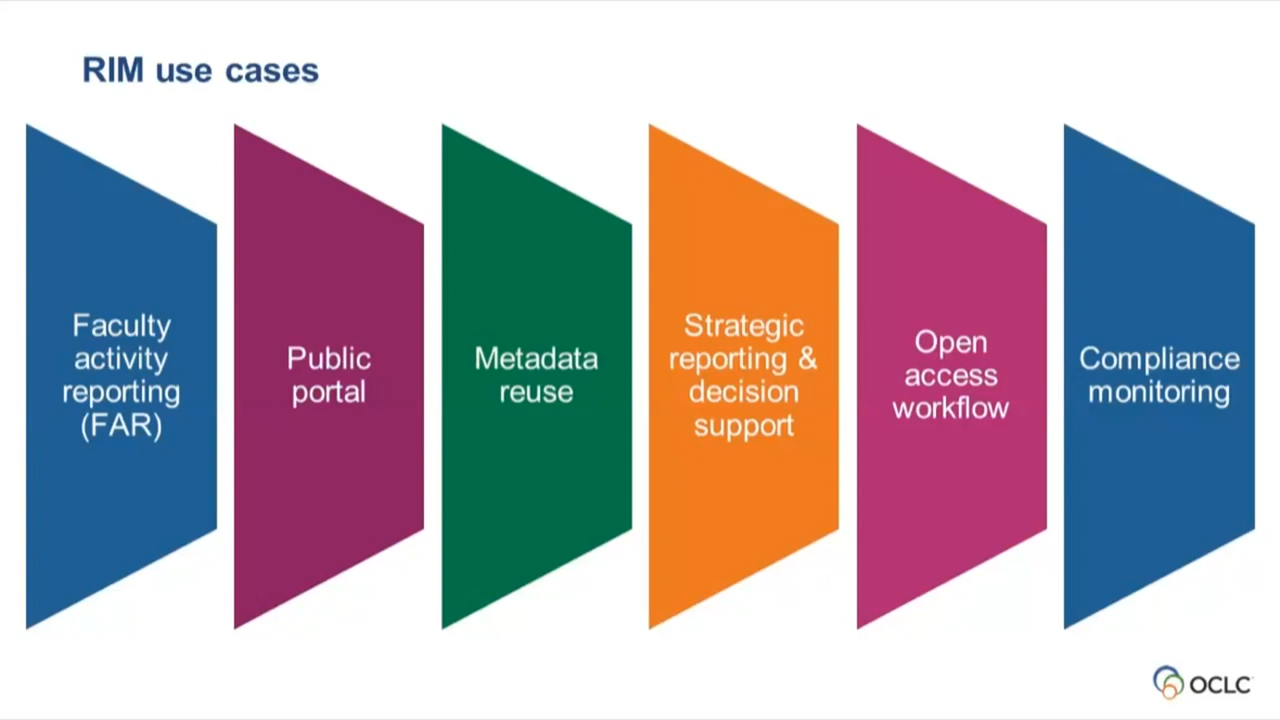 RIM use cases
Faculty
activity
reporting
(FAR)
Public
portal
Metadata
reuse
Strategic
reporting &
decision
support
Open
access
workflow
Compliance
monitoring
OCLC